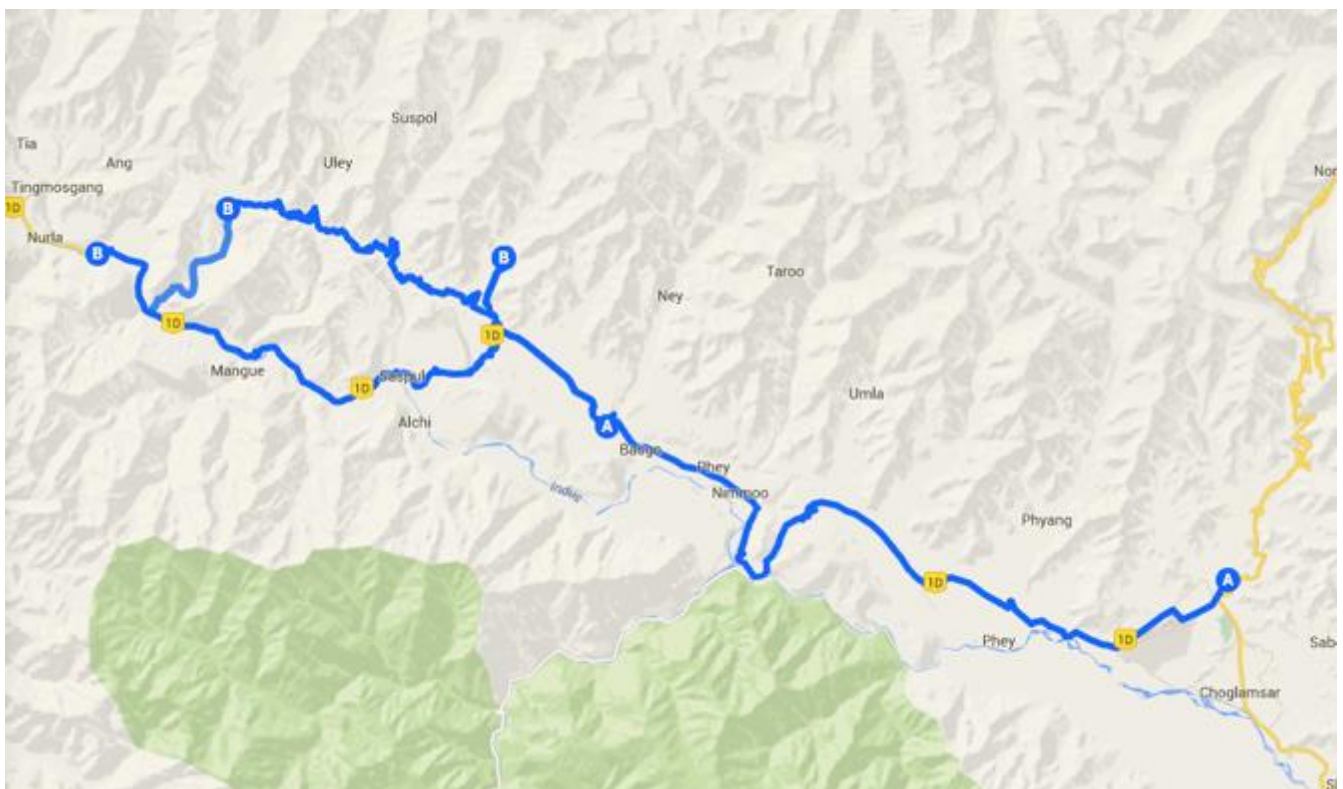 Suspol
Tia
Ang
Uley
Nor
Tingmosgang
1D
B
Nurla
B
B
Taroo
Ney
1D
1D
Mangue
Saspul
1D
Umla
Alchi
A
Basgo
Rhey
Indus
Nimmoo
Phyang
1D
A
Phey
1D
Sab
Choglamsar